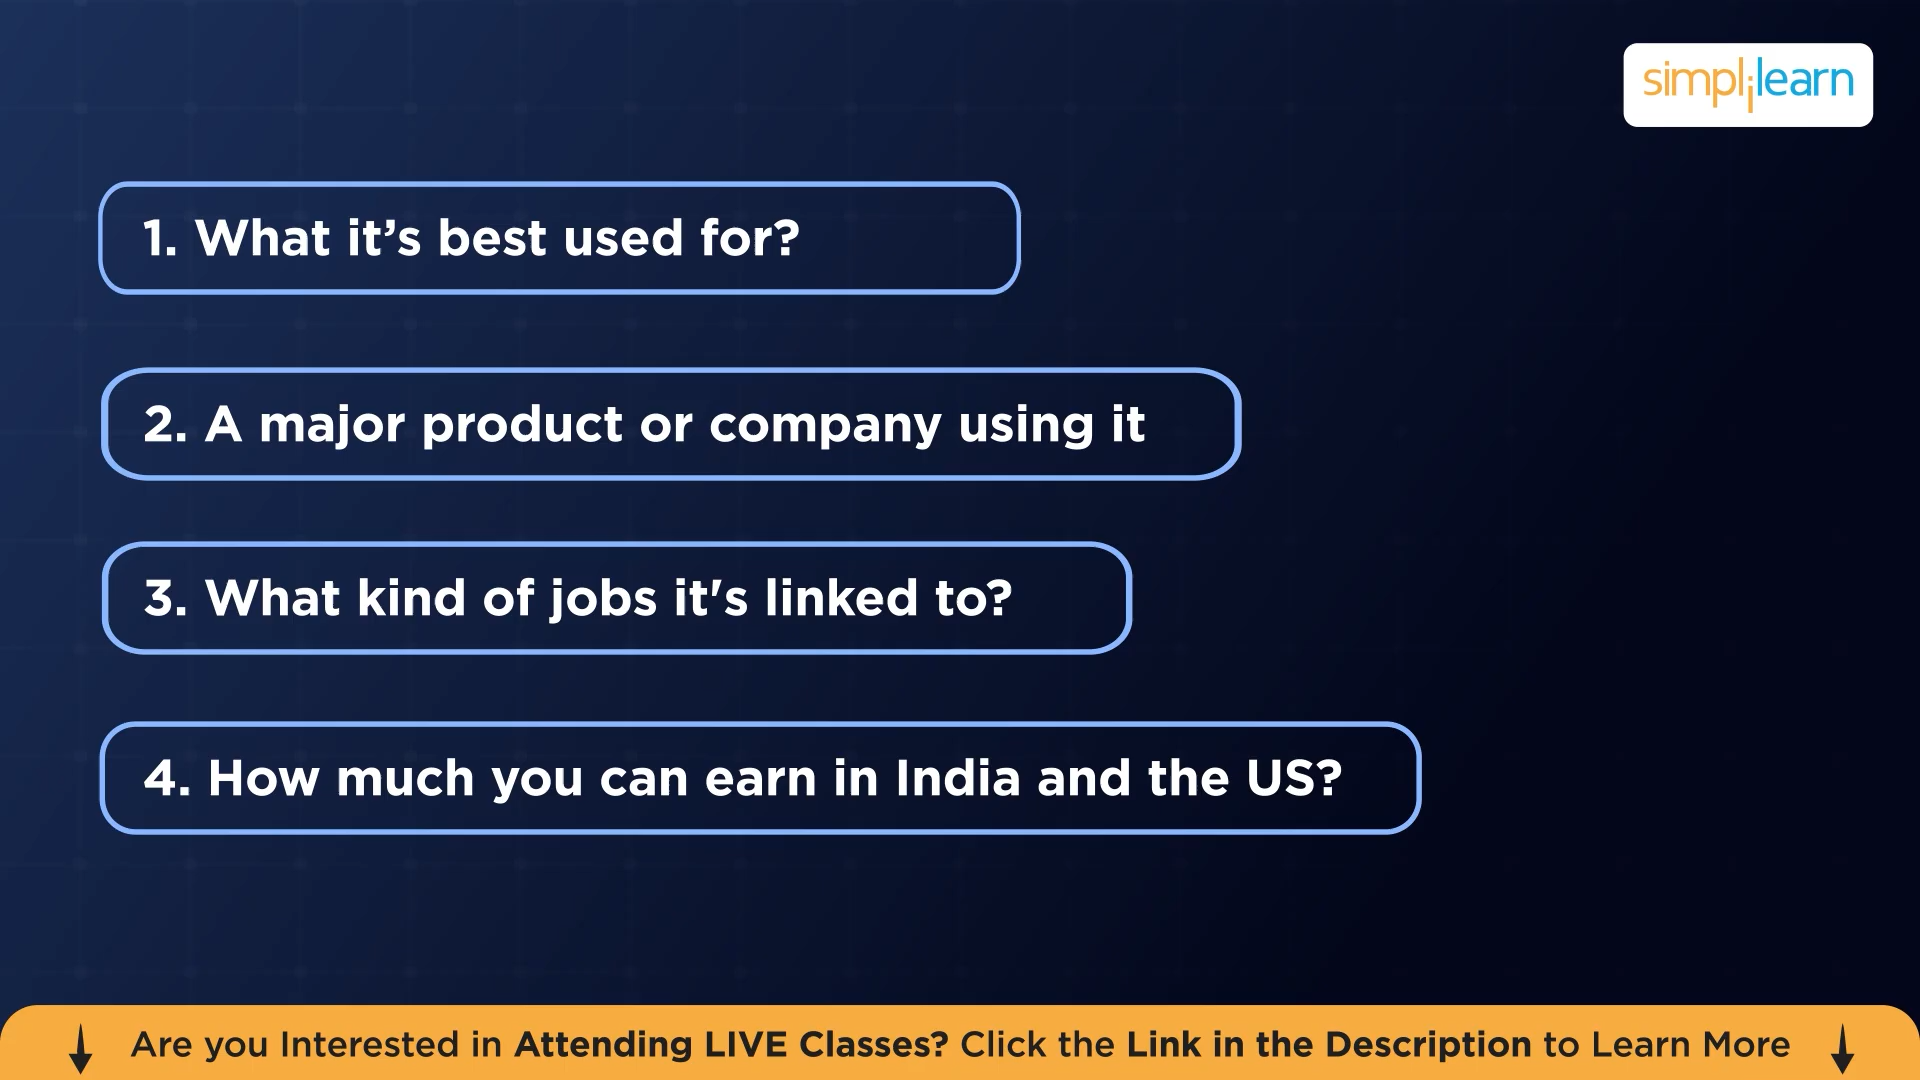 simplilearn
1. What it’s best used for?
2. A major product or company using it
3. What kind of jobs it's linked to?
4. How much you can earn in India and the US?
Are you Interested in Attending LIVE Classes? Click the Link in the Description to Learn More